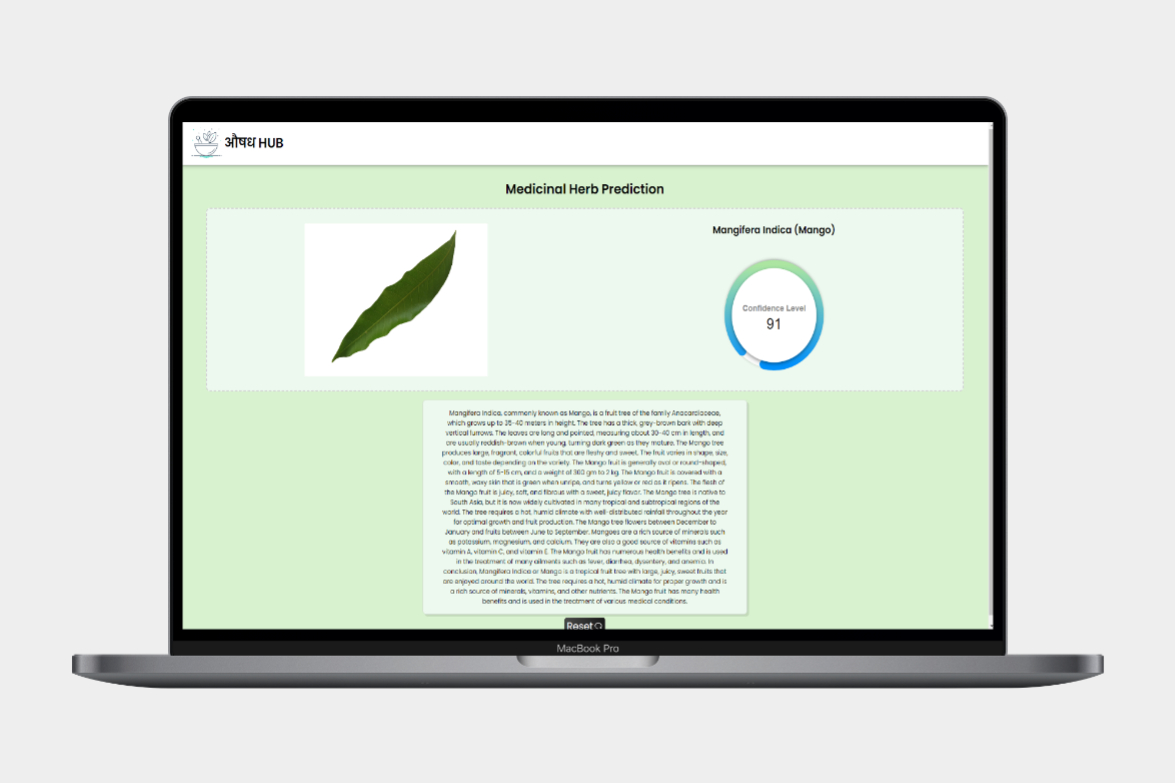 औषध HUB
Medicinal Herb Prediction
Mangifera Indica (Mango)
Confidence Level
91
Mangifera Indica, commonly known as Mango, is a fruit tree of the family Anacardiaceae,
which grows up to 35-40 meters in height. The tree has a thick, grey-brown bark with deep
vertical furrows. The leaves are long and pointed, measuring about 30-40 cm in length, and
are usually reddish-brown when young, turning dark green as they mature. The Mango tree
produces large, fragrant, colorful fruits that are fleshy and sweet. The fruit varies in shape, size,
color, and taste depending on the variety. The Mango fruit is generally oval or round-shaped,
with a length of 5-15 cm, and a weight of 360 gm to 2 kg. The Mango fruit is covered with a
smooth, waxy skin that is green when unripe, and turns yellow or red as it ripens. The flesh of
the Mango fruit is juicy, soft, and fibrous with a sweet, juicy flavor. The Mango tree is native to
South Asia, but it is now widely cultivated in many tropical and subtropical regions of the
world. The tree requires a hot, humid climate with well-distributed rainfall throughout the year
for optimal growth and fruit production. The Mango tree flowers between December to
January and fruits between June to September. Mangoes are a rich source of minerals such
as potassium, magnesium, and calcium. They are also a good source of vitamins such as
vitamin A, vitamin C, and vitamin E. The Mango fruit has numerous health benefits and is used
in the treatment of many ailments such as fever, diarrhea, dysentery, and anemia. In
conclusion, Mangifera Indica or Mango is a tropical fruit tree with large, juicy, sweet fruits that
are enjoyed around the world. The tree requires a hot, humid climate for proper growth and is
a rich source of minerals, vitamins, and other nutrients. The Mango fruit has many health
benefits and is used in the treatment of various medical conditions.
Reset
MacBook Pro